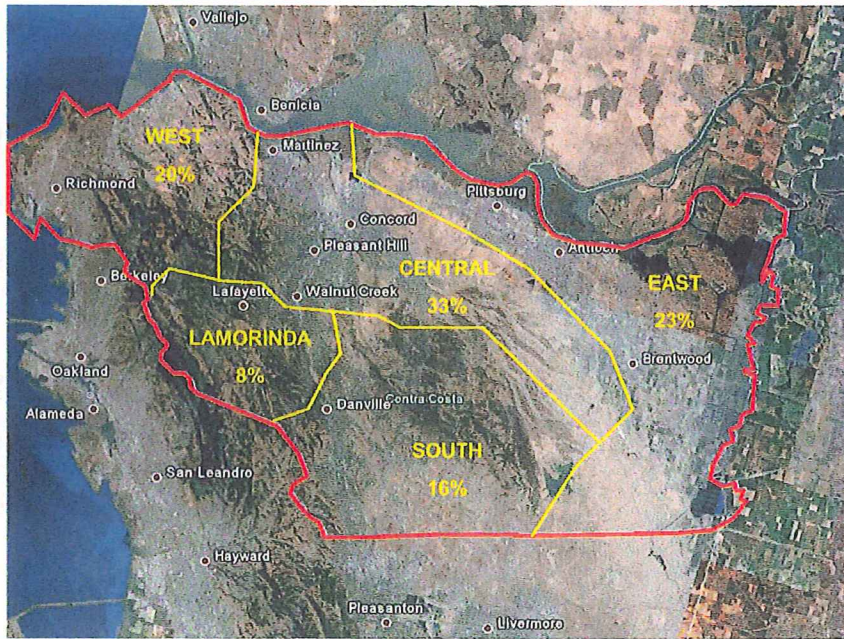 Vallejo
Benicia
WEST
20%
Martinez
Richmond
Pittsburg
Concord
Pleasant Hill
Antioch
Berkeley
CENTRAL
33%
EAST
23%
Lafayette
Walnut Creek
LAMORINDA
8%
Oakland
Brentwood
Alameda
Danville
Contra Costa
SOUTH
16%
San Leandro
Hayward
Pleasanton
Livermore